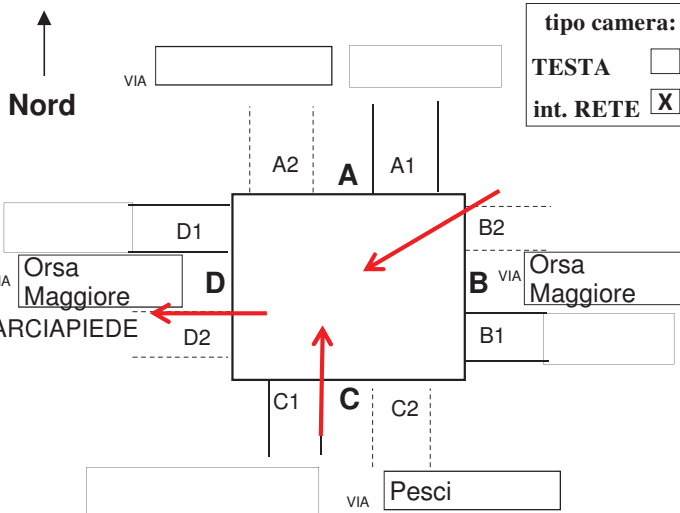 tipo camera:
TESTA
int. RETE X
Nord
VIA
A2 A A1
D1 B2
VIA Orsa Maggiore
D B
VIA Orsa Maggiore
ARCIAPIEDE
D2 B1
C1 C C2
VIA Pesci